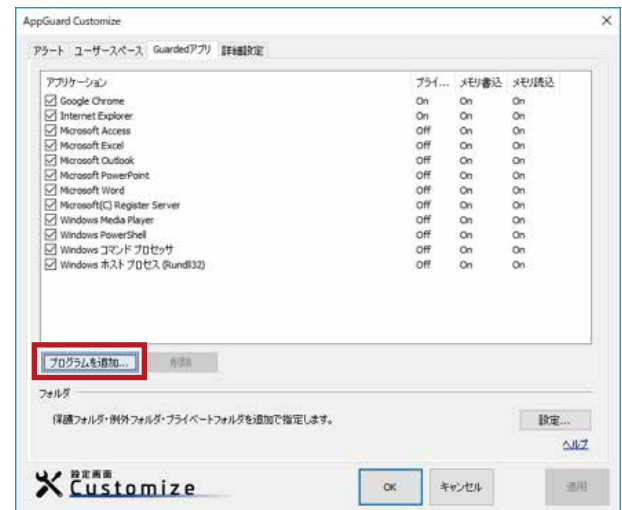 AppGuard Customize
アラート ユーザースペース Guardedアプリ 詳細設定
アプリケーション プライ... メモリ書込 メモリ読込
Google Chrome On On On
Internet Explorer On On On
Microsoft Access Off On On
Microsoft Excel Off On On
Microsoft Outlook Off On On
Microsoft PowerPoint Off On On
Microsoft Word Off On On
Microsoft(C) Register Server Off On On
Windows Media Player Off On On
Windows PowerShell Off On On
Windows コマンド プロセッサ Off On On
Windows ホスト プロセス (Rundll32) Off On On
プログラムを追加... 削除
フォルダ
保護フォルダ・例外フォルダ・プライベートフォルダを追加で指定します。 設定...
ヘルプ
設定画面
Customize
OK キャンセル 適用